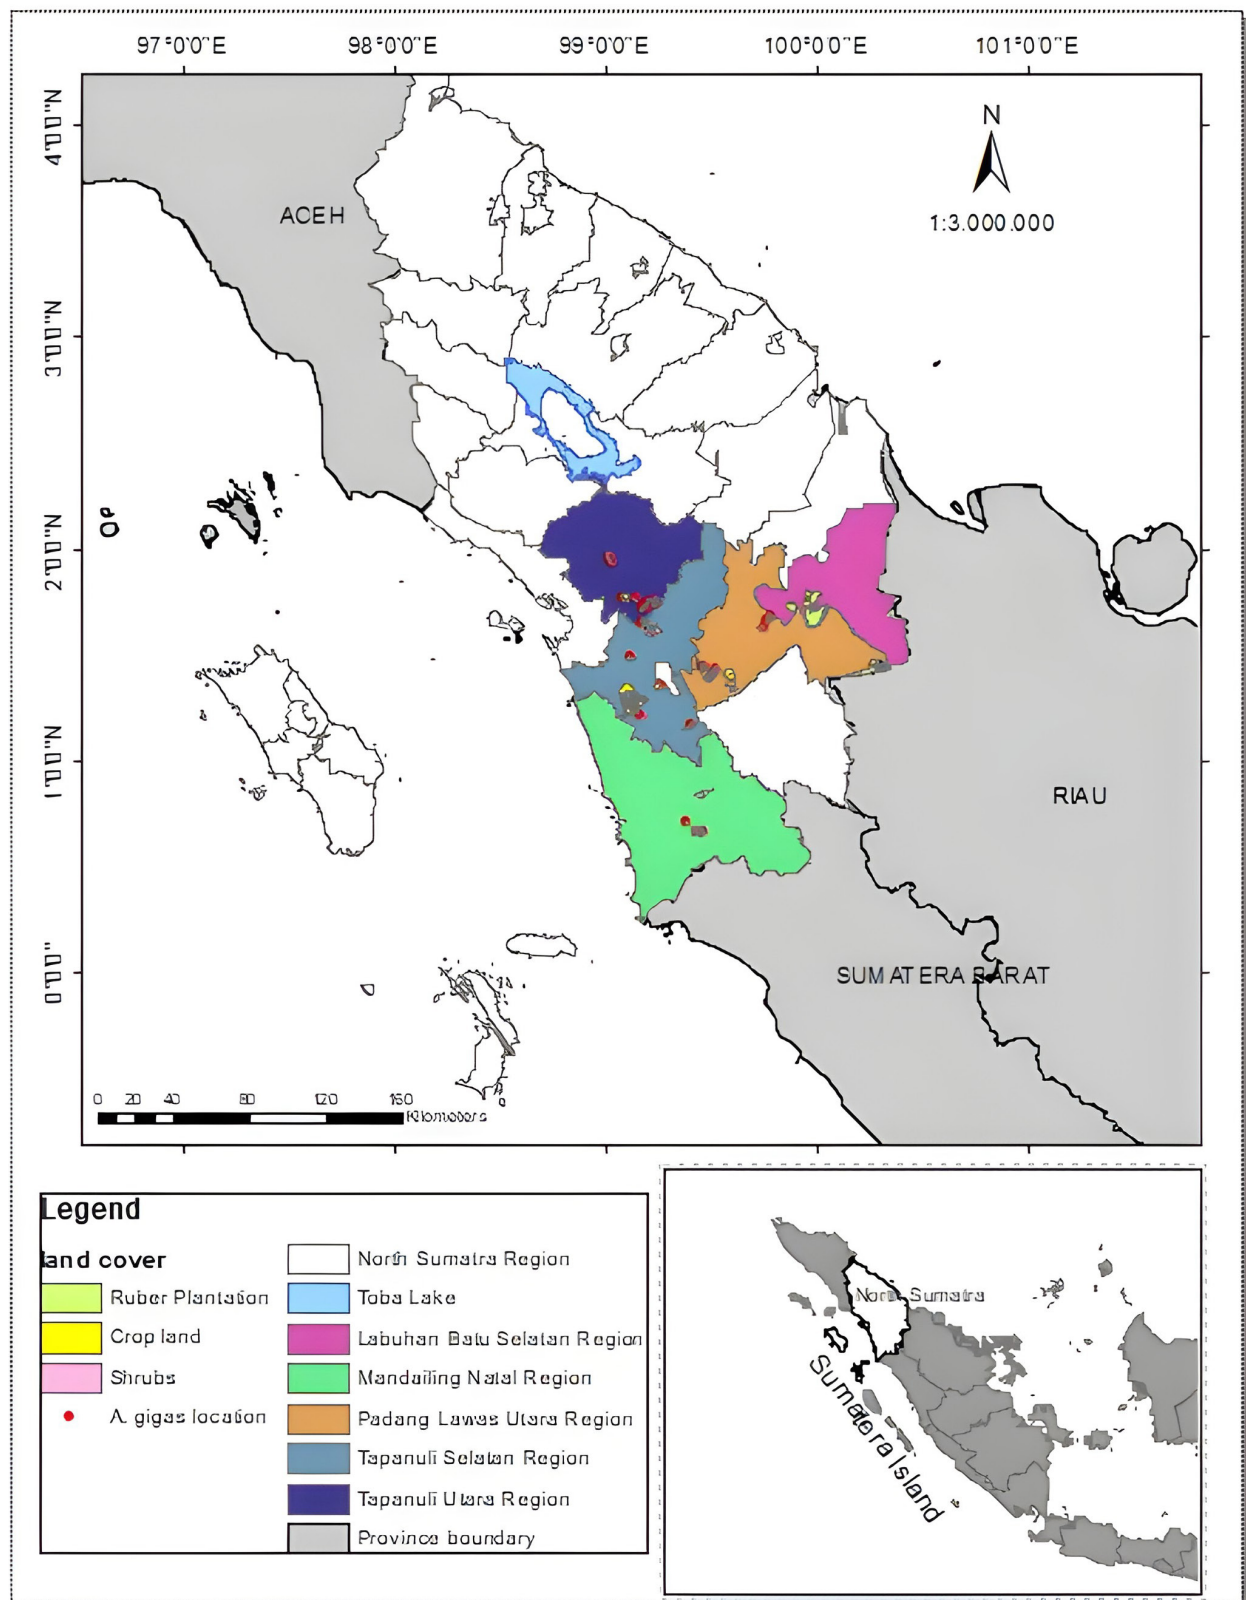 97°0'0"E 98°0'0"E 99°0'0"E 100°0'0"E 101°0'0"E
4°0'0"N
3°0'0"N
2°0'0"N
1°0'0"N
0°0'0"
N
1:3.000.000
ACEH
RIAU
SUMATERA BARAT
0 20 40 80 120 160
Kilometers
Legend
land cover
Ruber Plantation
Crop land
Shrubs
A. gigas location
North Sumatra Region
Toba Lake
Labuhan Batu Selatan Region
Mandailing Natal Region
Padang Lawas Utara Region
Tapanuli Selatan Region
Tapanuli Utara Region
Province boundary
North Sumatra
Sumatera Island